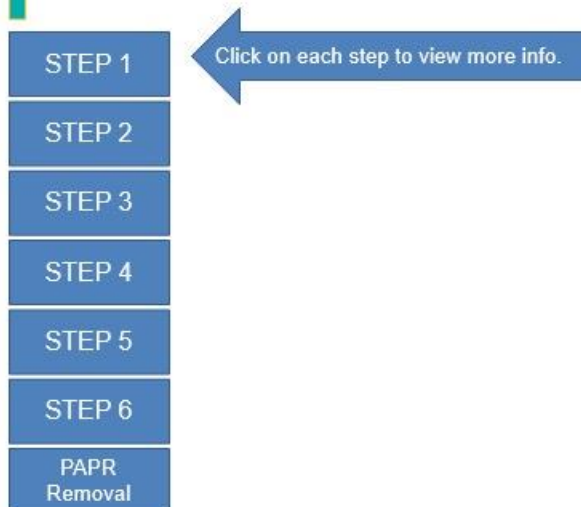 STEP 1
Click on each step to view more info.
STEP 2
STEP 3
STEP 4
STEP 5
STEP 6
PAPR
Removal